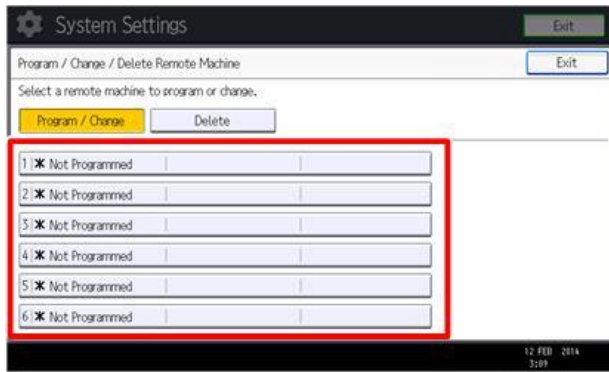 System Settings
Exit
Program / Change / Delete Remote Machine
Exit
Select a remote machine to program or change.
Program / Change
Delete
1 * Not Programmed
2 * Not Programmed
3 * Not Programmed
4 * Not Programmed
5 * Not Programmed
6 * Not Programmed
12 FEB 2014
3:09